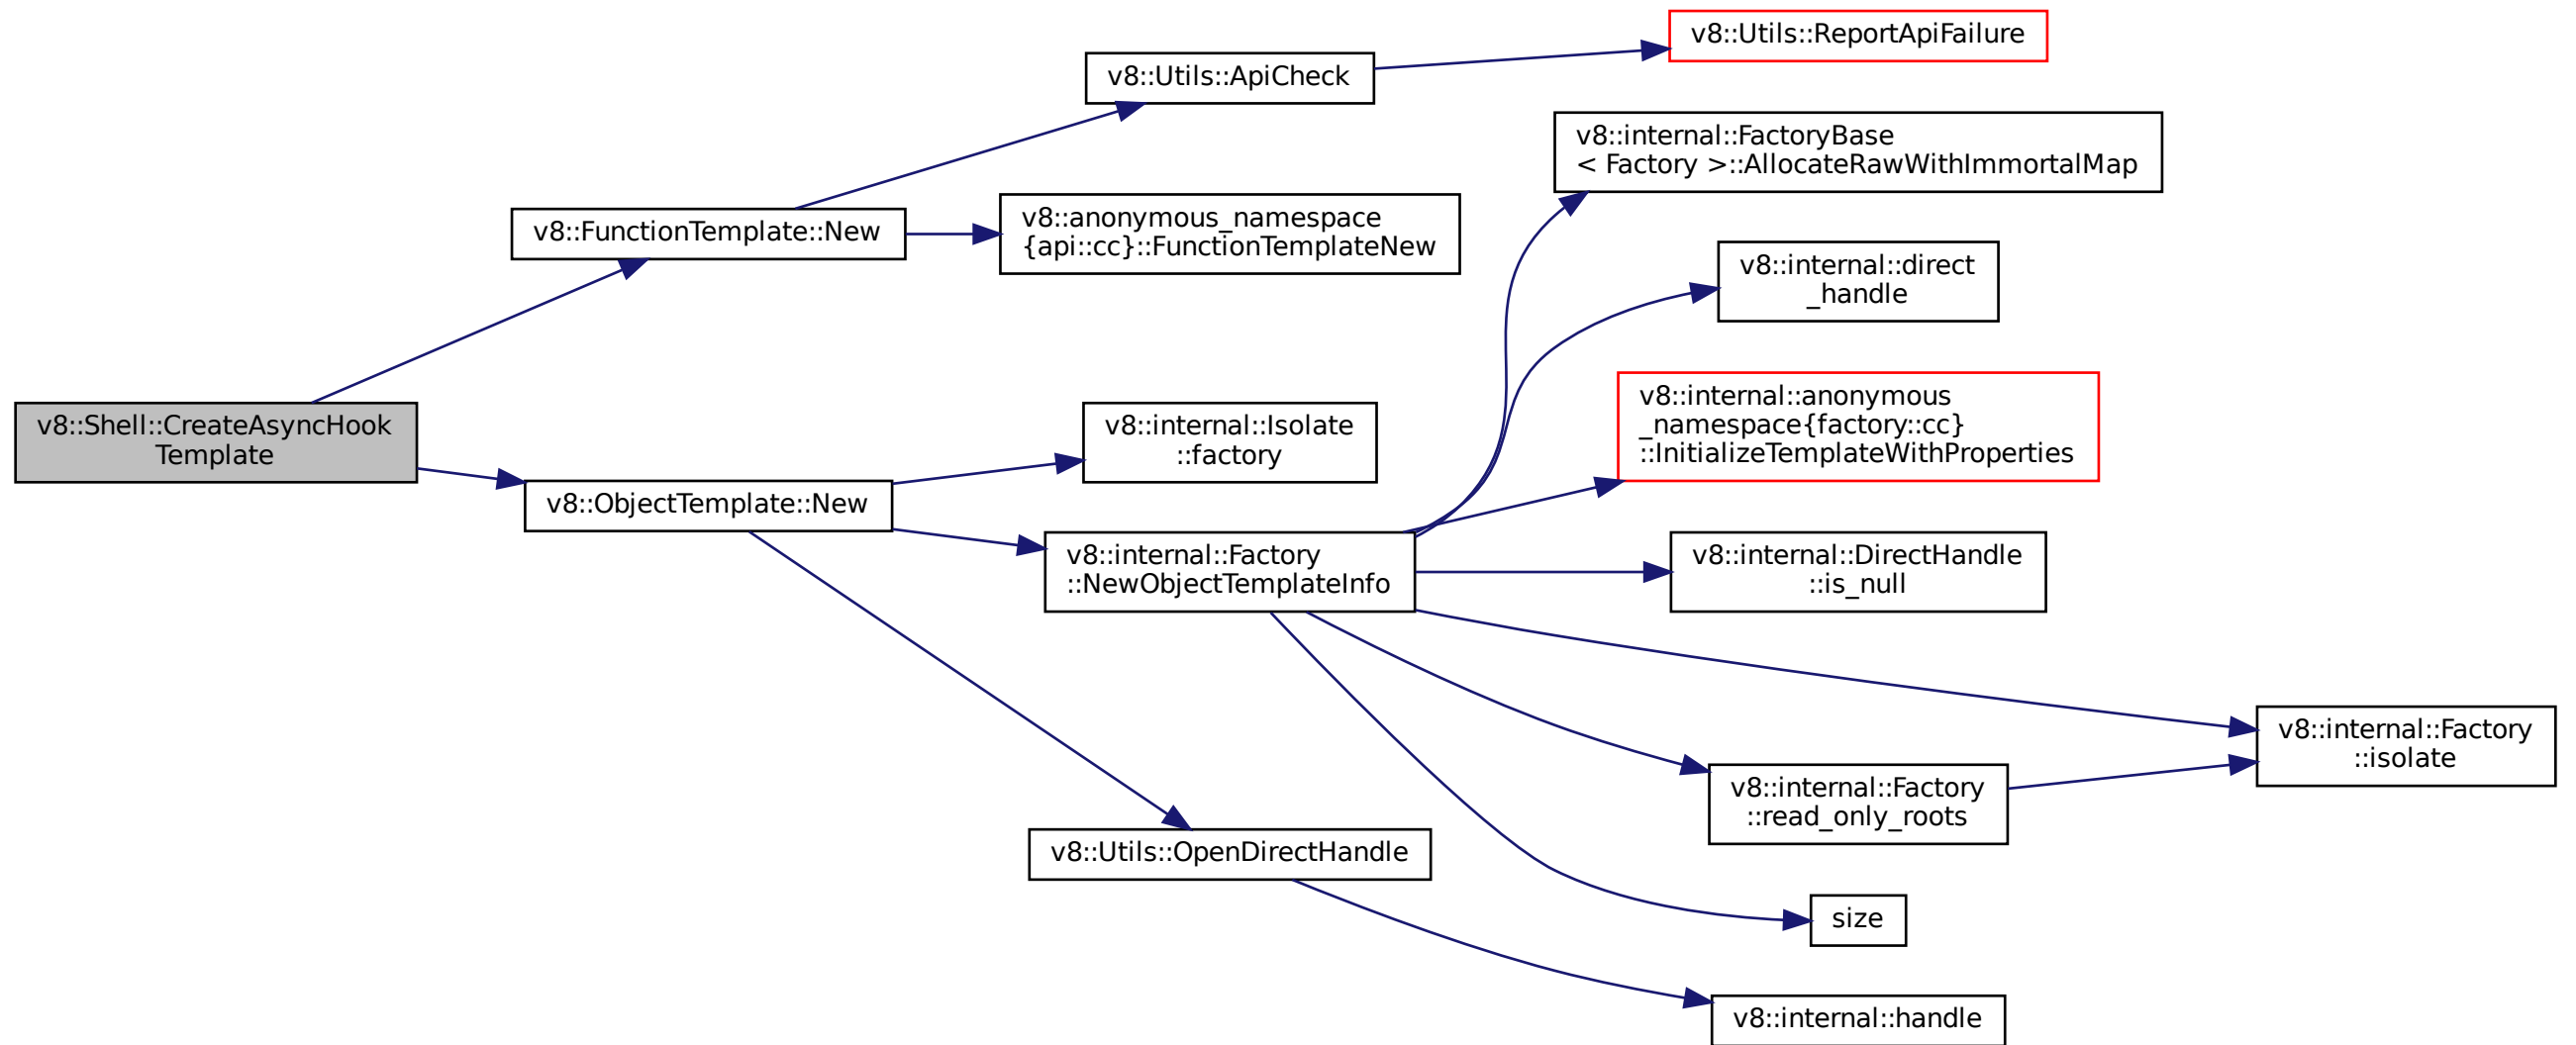 v8::Shell::CreateAsyncHook
Template
v8::FunctionTemplate::New
v8::ObjectTemplate::New
v8::Utils::ApiCheck
v8::anonymous_namespace
{api::cc}::FunctionTemplateNew
v8::internal::Isolate
::factory
v8::internal::Factory
::NewObjectTemplateInfo
v8::Utils::OpenDirectHandle
v8::Utils::ReportApiFailure
v8::internal::FactoryBase
< Factory >::AllocateRawWithImmortalMap
v8::internal::direct
_handle
v8::internal::anonymous
_namespace{factory::cc}
::InitializeTemplateWithProperties
v8::internal::DirectHandle
::is_null
v8::internal::Factory
::read_only_roots
size
v8::internal::handle
v8::internal::Factory
::isolate